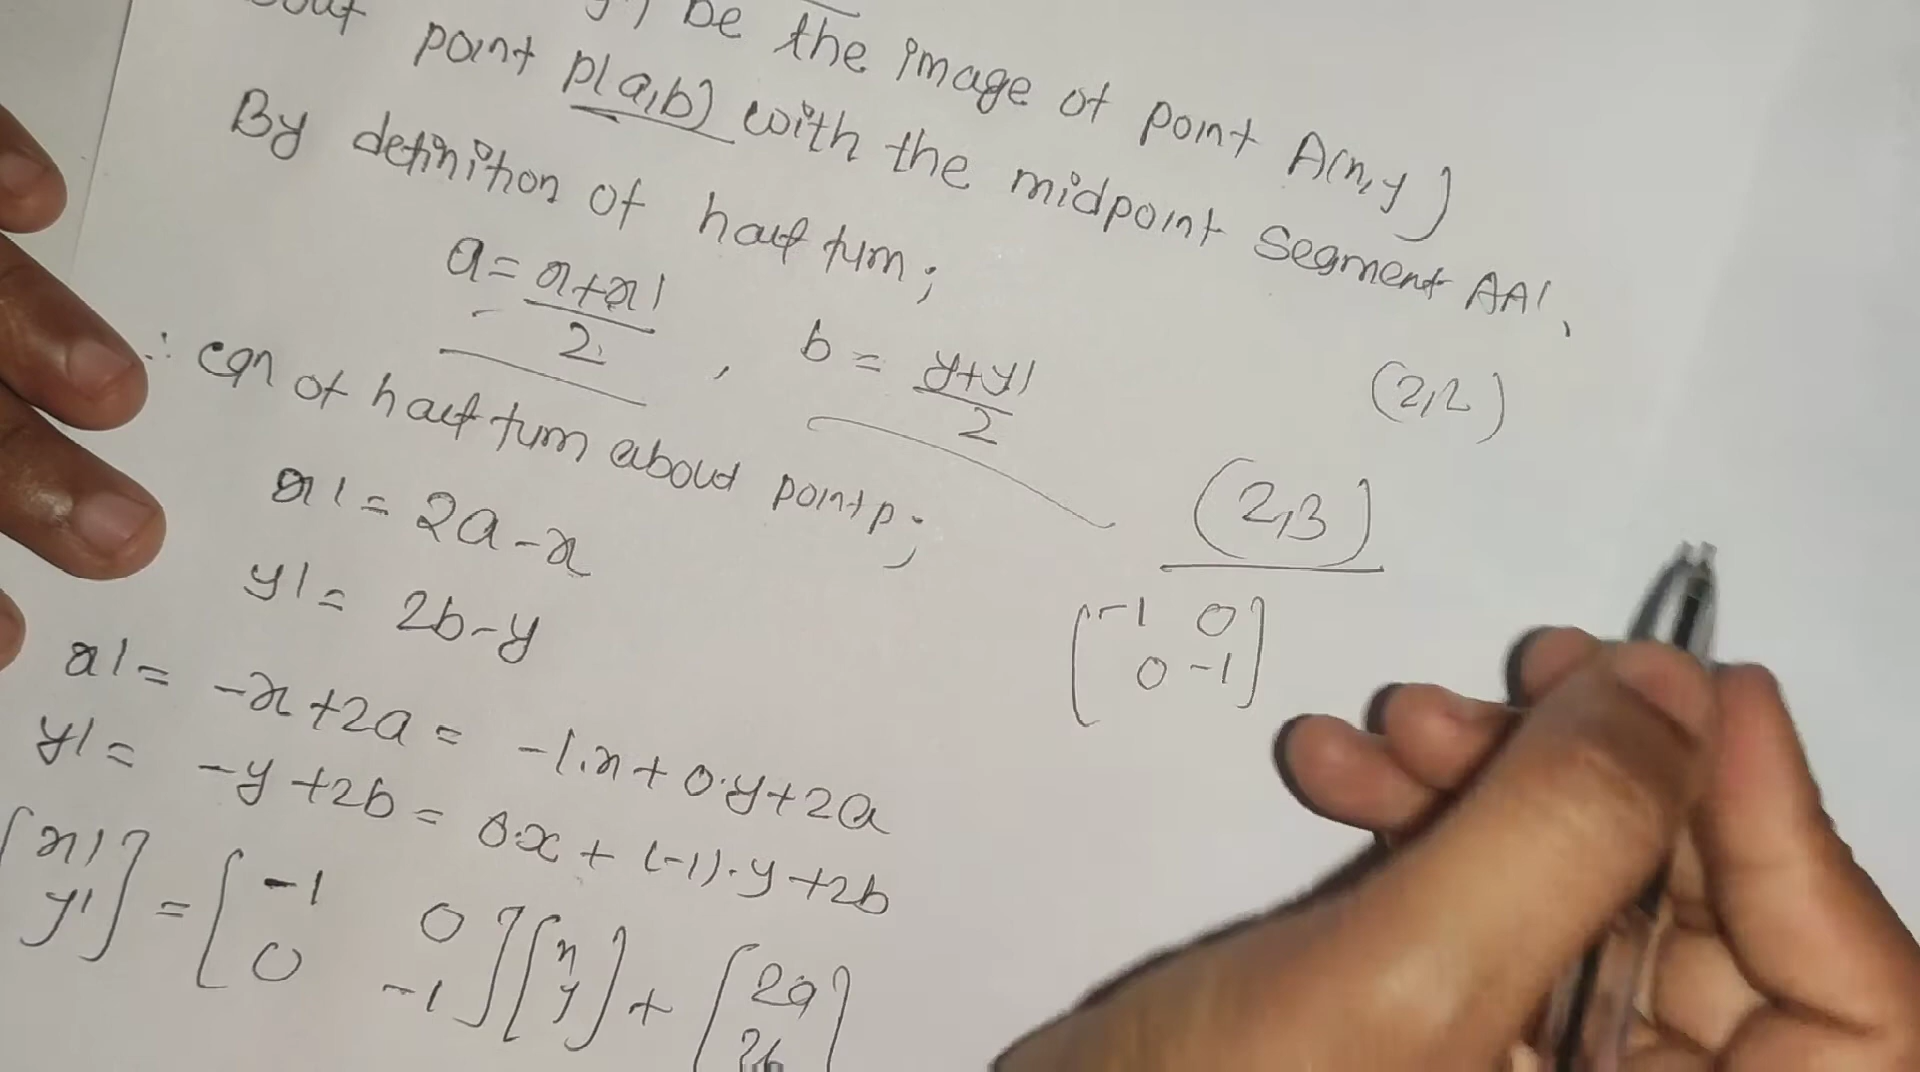 be the image of point A(x,y)
point P(a,b) with the midpoint segment AA',
By definition of half turn;
a = x+x'/2 , b = y+y'/2
(2,2)
∴ eqn of half turn about point p;
(2,3)
x' = 2a-x
y' = 2b-y
[-1 0
0 -1]
x' = -x+2a = -1.x + 0.y+2a
y' = -y+2b = 0.x + (-1).y+2b
[x' y'] = [-1 0 0 -1] [x y] + [2a 2b]